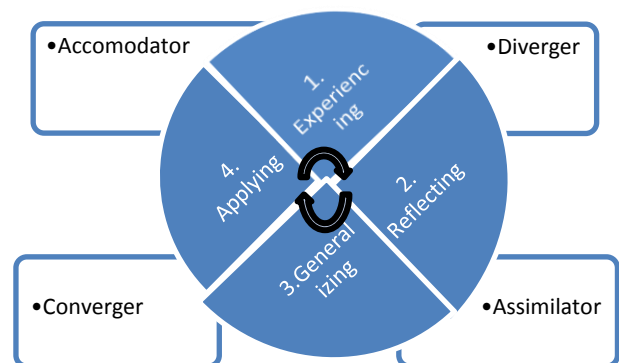 •Accomodator
•Diverger
1.
Experienc
ing
4.
Applying
2.
Reflecting
3.General
izing
•Converger
•Assimilator